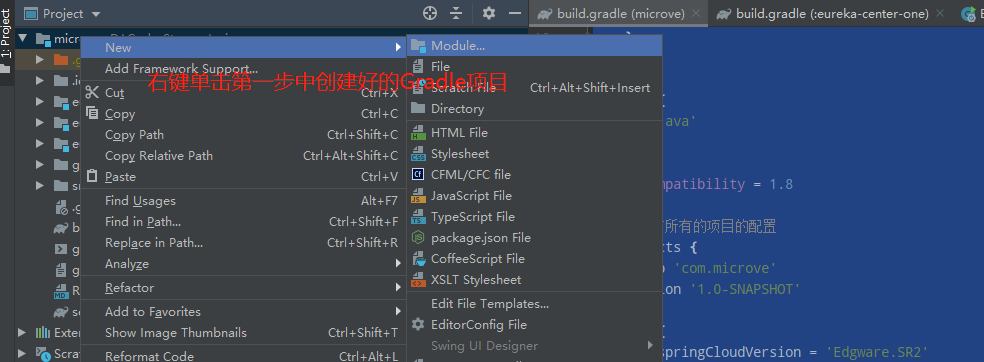 Project
build.gradle (microve)
build.gradle (:eureka-center-one)
1: Project
New
Add Framework Support...
右键单击第一步中创建好的Gradle项目
Cut Ctrl+X
Copy Ctrl+C
Copy Path Ctrl+Shift+C
Copy Relative Path Ctrl+Alt+Shift+C
Paste Ctrl+V
Find Usages Alt+F7
Find in Path... Ctrl+Shift+F
Replace in Path... Ctrl+Shift+R
Analyze
Refactor
Add to Favorites
Show Image Thumbnails Ctrl+Shift+T
Reformat Code Ctrl+Alt+L
Module...
File
Scratch File Ctrl+Alt+Shift+Insert
Directory
HTML File
Stylesheet
CFML/CFC file
JavaScript File
TypeScript File
package.json File
CoffeeScript File
XSLT Stylesheet
Edit File Templates...
EditorConfig File
Swing UI Designer
{
ava'
mpatibility = 1.8
所有的项目的配置
cts {
'com.microve'
ion '1.0-SNAPSHOT'
{
springCloudVersion = 'Edgware.SR2'
micr
Exter
Scratc